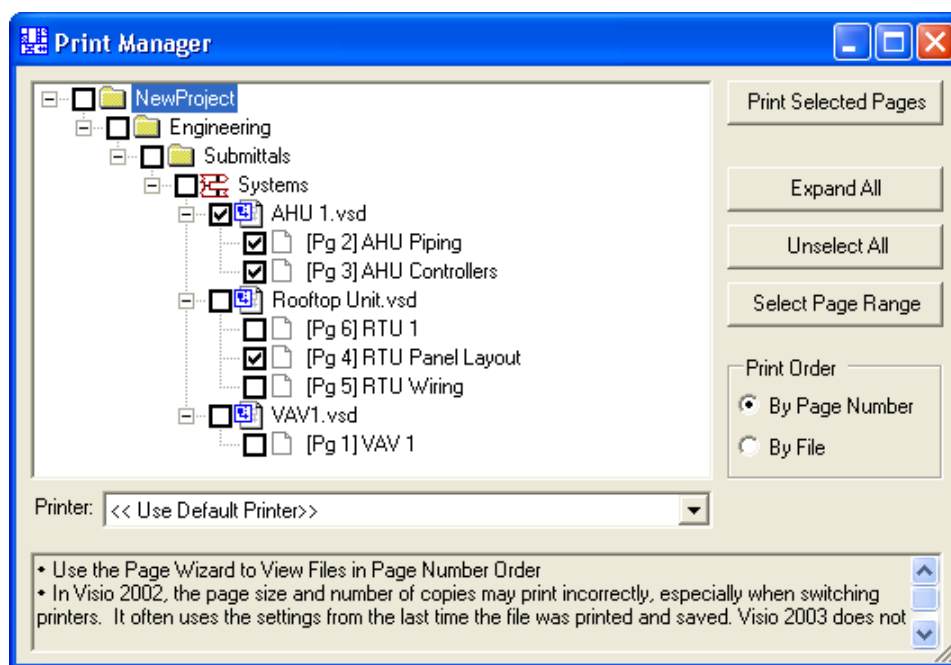 Print Manager
NewProject
Print Selected Pages
Engineering
Submittals
Systems
Expand All
AHU 1.vsd
[Pg 2] AHU Piping
Unselect All
[Pg 3] AHU Controllers
Rooftop Unit.vsd
Select Page Range
[Pg 6] RTU 1
[Pg 4] RTU Panel Layout
Print Order
[Pg 5] RTU Wiring
By Page Number
VAV1.vsd
[Pg 1] VAV 1
By File
Printer: << Use Default Printer>>
• Use the Page Wizard to View Files in Page Number Order
• In Visio 2002, the page size and number of copies may print incorrectly, especially when switching
printers.  It often uses the settings from the last time the file was printed and saved. Visio 2003 does not